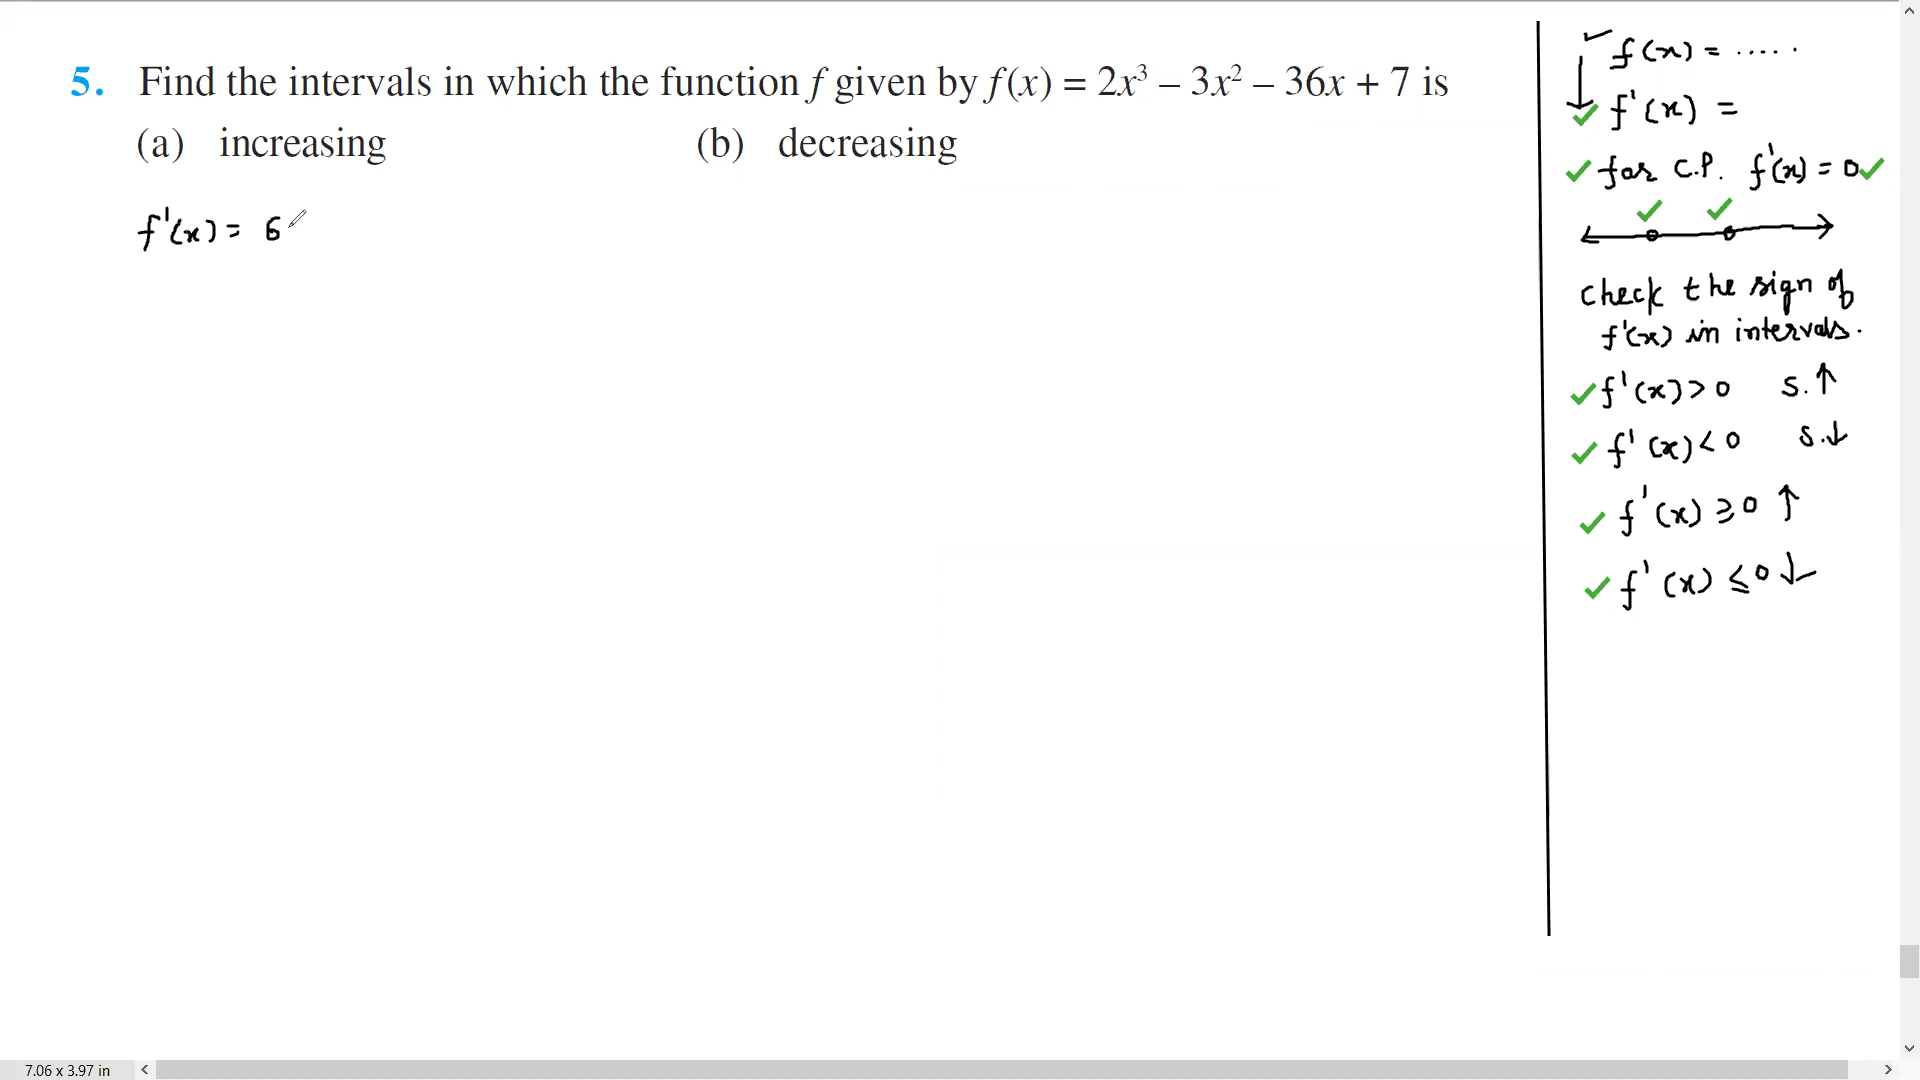 5. Find the intervals in which the function f given by f(x) = 2x³ – 3x² – 36x + 7 is
(a) increasing (b) decreasing
f'(x) = 6
f(x) = .....
f'(x) =
for C.P. f'(x) = 0
check the sign of
f'(x) in intervals.
f'(x) > 0 S.↑
f'(x) < 0 S.↓
f'(x) ≥ 0 ↑
f'(x) ≤ 0 ↓
7.06 x 3.97 in